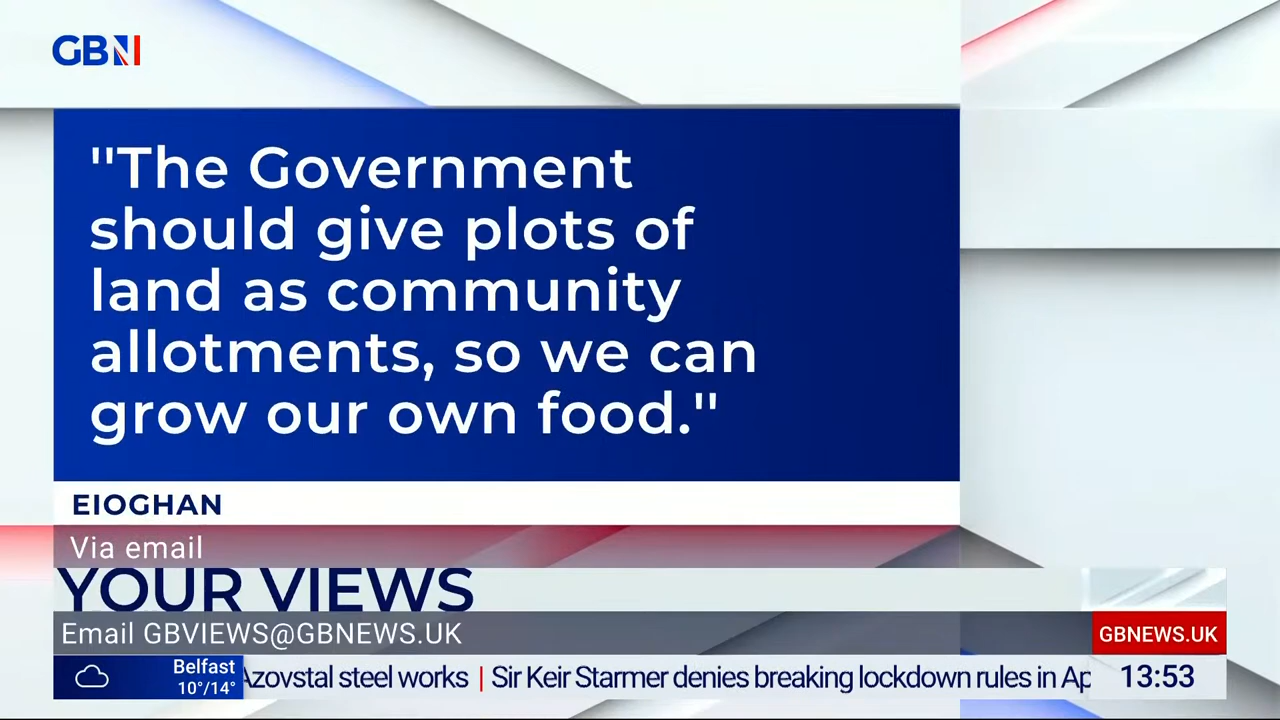 GBN
"The Government
should give plots of
land as community
allotments, so we can
grow our own food."
EIOGHAN
Via email
YOUR VIEWS
Email GBVIEWS@GBNEWS.UK
GBNEWS.UK
Belfast
10°/14°
Azovstal steel works | Sir Keir Starmer denies breaking lockdown rules in Ap
13:53